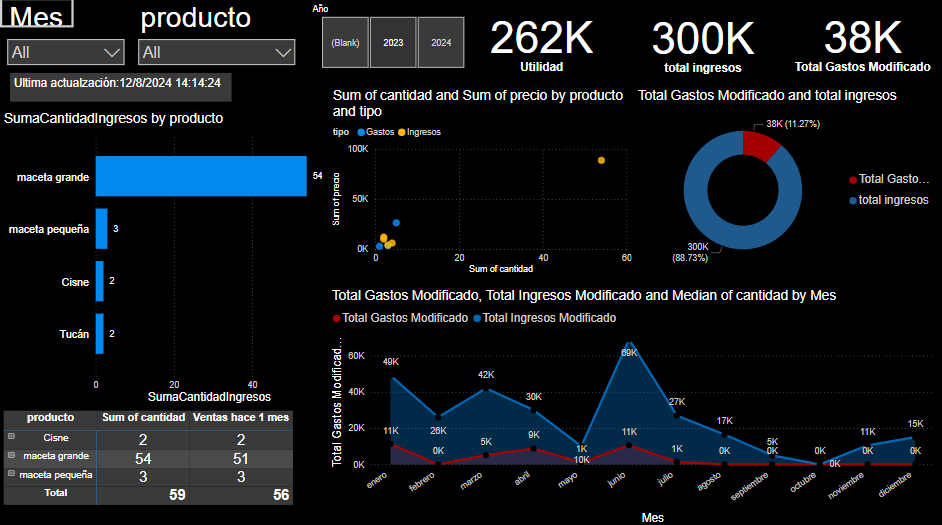 Mes
producto
All
All
Ultima actualzación:12/8/2024 14:14:24
Año
(Blank)
2023
2024
262K
Utilidad
300K
total ingresos
38K
Total Gastos Modificado
SumaCantidadIngresos by producto
maceta grande
54
maceta pequeña
3
Cisne
2
Tucán
2
0
20
40
SumaCantidadIngresos
producto Sum of cantidad Ventas hace 1 mes
Cisne 2 2
maceta grande 54 51
maceta pequeña 3 3
Total 59 56
Sum of cantidad and Sum of precio by producto
and tipo
tipo Gastos Ingresos
100K
50K
0K
Sum of precio
0
20
40
60
Sum of cantidad
Total Gastos Modificado and total ingresos
38K (11.27%)
300K
(88.73%)
Total Gasto...
total ingresos
Total Gastos Modificado, Total Ingresos Modificado and Median of cantidad by Mes
Total Gastos Modificado Total Ingresos Modificado
Total Gastos Modificad...
60K
40K
20K
0K
49K
26K
42K
30K
10K
69K
27K
17K
5K
0K
11K
15K
11K
0K
5K
9K
1K
11K
1K
0K
0K
0K
0K
0K
enero
febrero
marzo
abril
mayo
junio
julio
agosto
septiembre
octubre
noviembre
diciembre
Mes